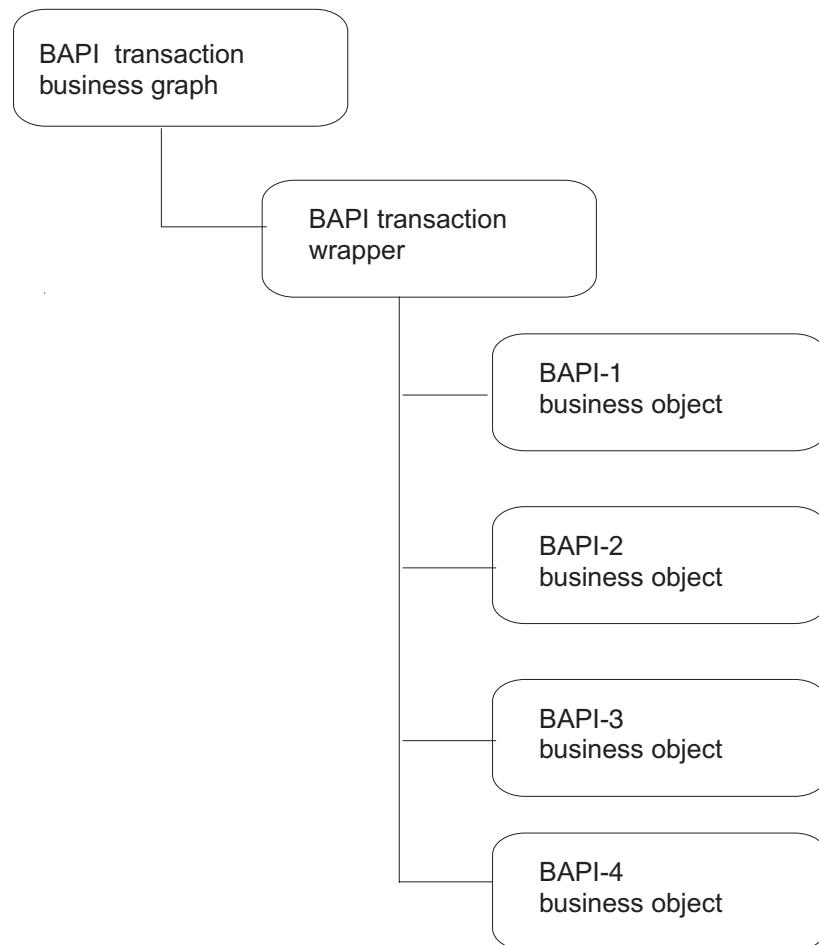 BAPI transaction
business graph
BAPI transaction
wrapper
BAPI-1
business object
BAPI-2
business object
BAPI-3
business object
BAPI-4
business object